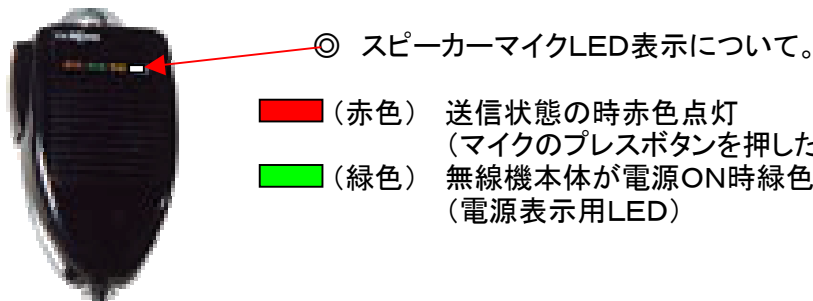 ◎ スピーカーマイクLED表示について。
(赤色) 送信状態の時赤色点灯
(マイクのプレスボタンを押した
(緑色) 無線機本体が電源ON時緑色
(電源表示用LED)